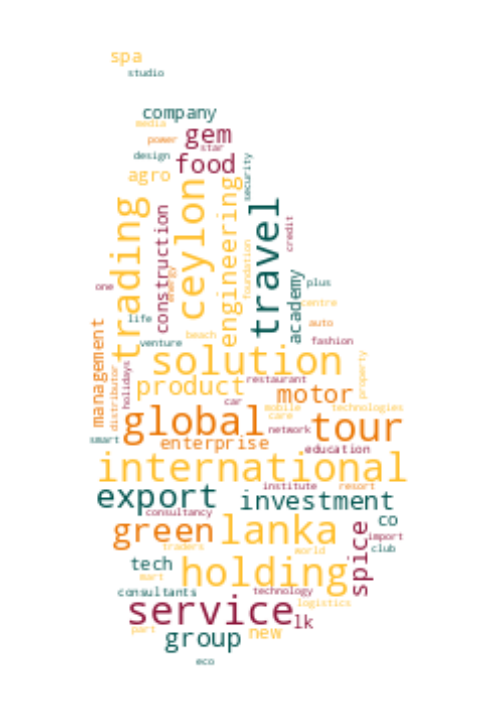 spa
studio
company
media
gem
power
star
design
food
security
agro
ceylon
engineering
trading
travel
construction
credit
foundation
energy
academy
one
plus
centre
life
auto
beach
venture
fashion
management
solution
property
holidays
distributor
product
restaurant
motor
car
mobile
technologies
global
care
tour
smart
enterprise
network
education
international
export
institute
resort
investment
consultancy
green
lanka
spice
co
import
traders
world
club
tech
holding
mart
consultants
technology
service
logistics
lk
part
group
new
eco